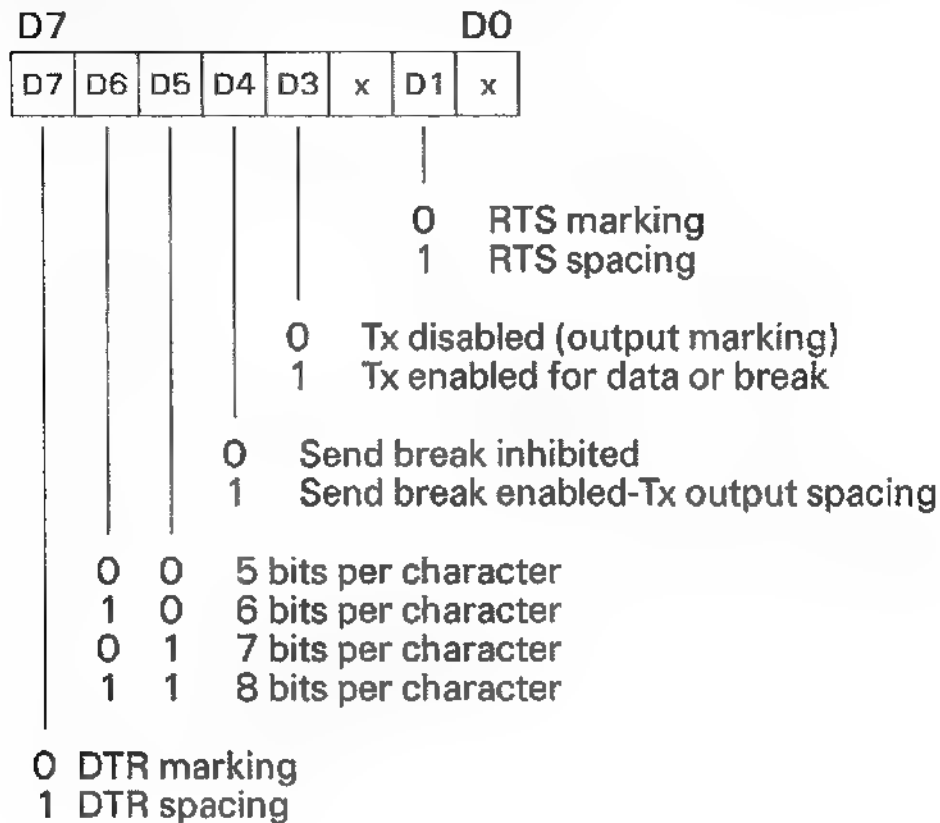 D7 D0
D7 D6 D5 D4 D3 x D1 x
0 RTS marking
1 RTS spacing
0 Tx disabled (output marking)
1 Tx enabled for data or break
0 Send break inhibited
1 Send break enabled-Tx output spacing
0 0 5 bits per character
1 0 6 bits per character
0 1 7 bits per character
1 1 8 bits per character
0 DTR marking
1 DTR spacing